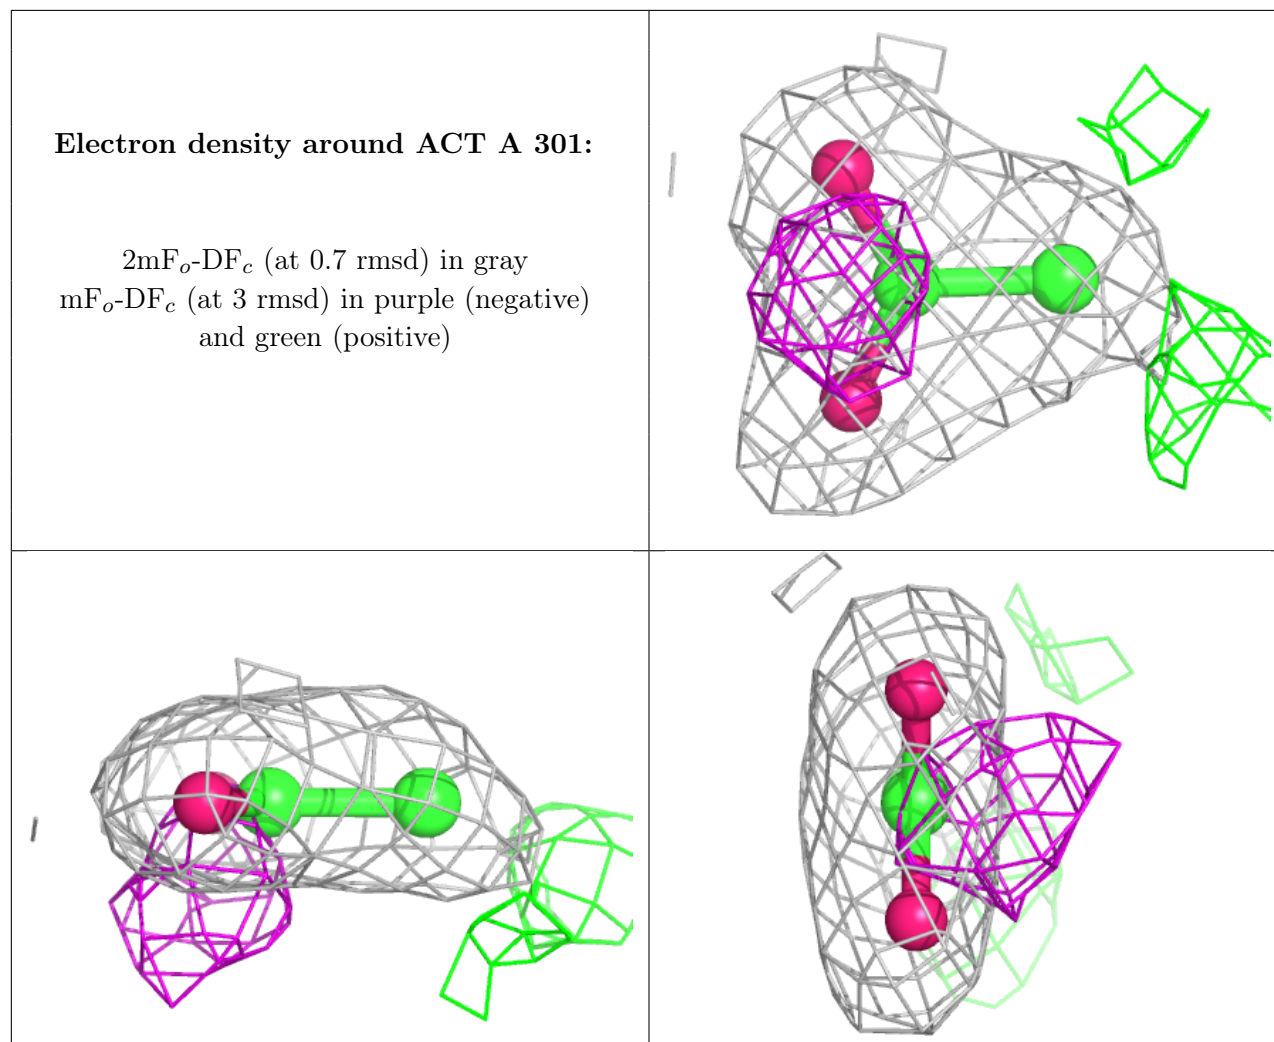 Electron density around ACT A 301:
2mFₒ-DF𝒸 (at 0.7 rmsd) in gray
mFₒ-DF𝒸 (at 3 rmsd) in purple (negative)
and green (positive)